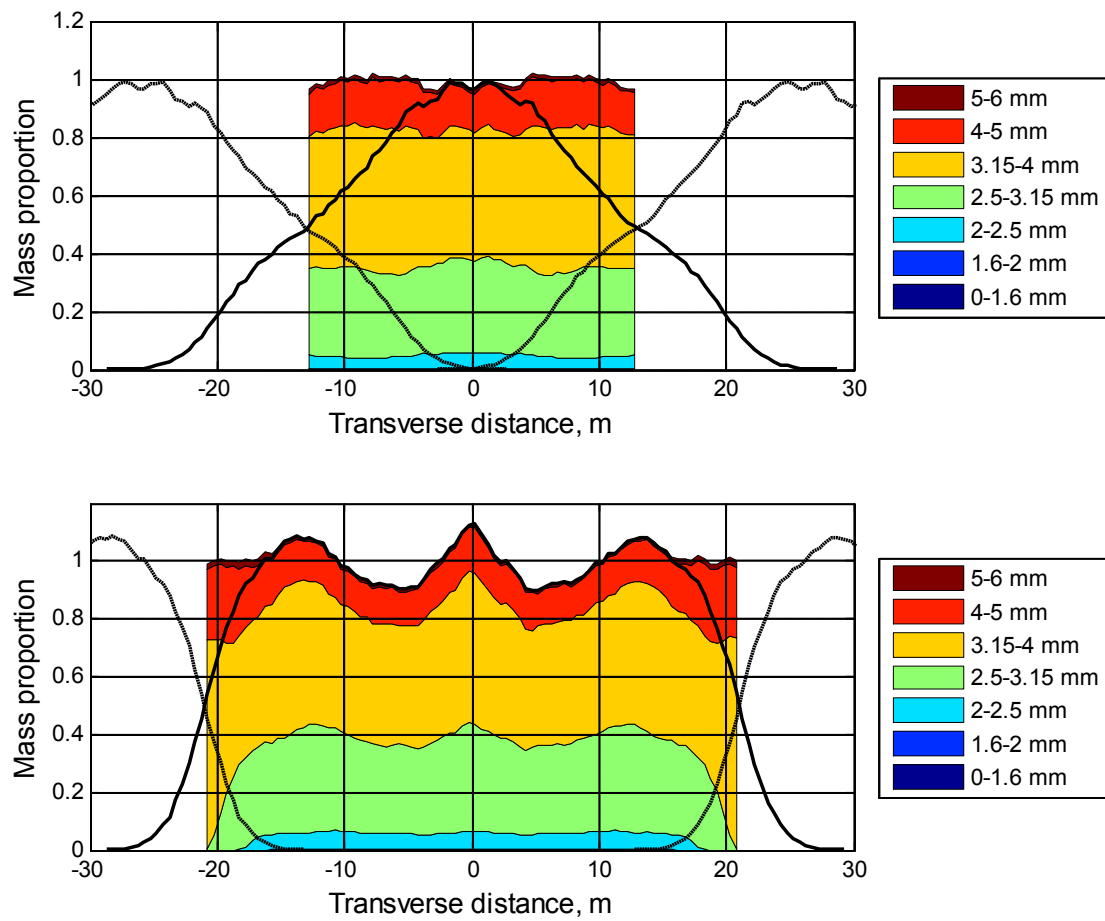 1.2
1
0.8
0.6
0.4
0.2
0
Mass proportion
-30 -20 -10 0 10 20 30
Transverse distance, m
5-6 mm
4-5 mm
3.15-4 mm
2.5-3.15 mm
2-2.5 mm
1.6-2 mm
0-1.6 mm
1
0.8
0.6
0.4
0.2
0
Mass proportion
-30 -20 -10 0 10 20 30
Transverse distance, m
5-6 mm
4-5 mm
3.15-4 mm
2.5-3.15 mm
2-2.5 mm
1.6-2 mm
0-1.6 mm